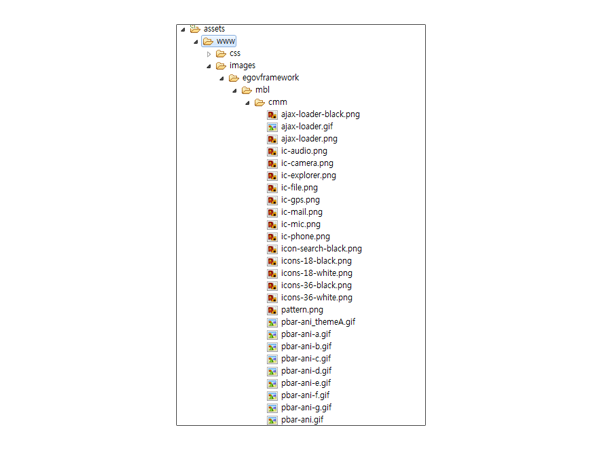 assets
www
css
images
egovframework
mbl
cmm
ajax-loader-black.png
ajax-loader.gif
ajax-loader.png
ic-audio.png
ic-camera.png
ic-explorer.png
ic-file.png
ic-gps.png
ic-mail.png
ic-mic.png
ic-phone.png
icon-search-black.png
icons-18-black.png
icons-18-white.png
icons-36-black.png
icons-36-white.png
pattern.png
pbar-ani_themeA.gif
pbar-ani-a.gif
pbar-ani-b.gif
pbar-ani-c.gif
pbar-ani-d.gif
pbar-ani-e.gif
pbar-ani-f.gif
pbar-ani-g.gif
pbar-ani.gif